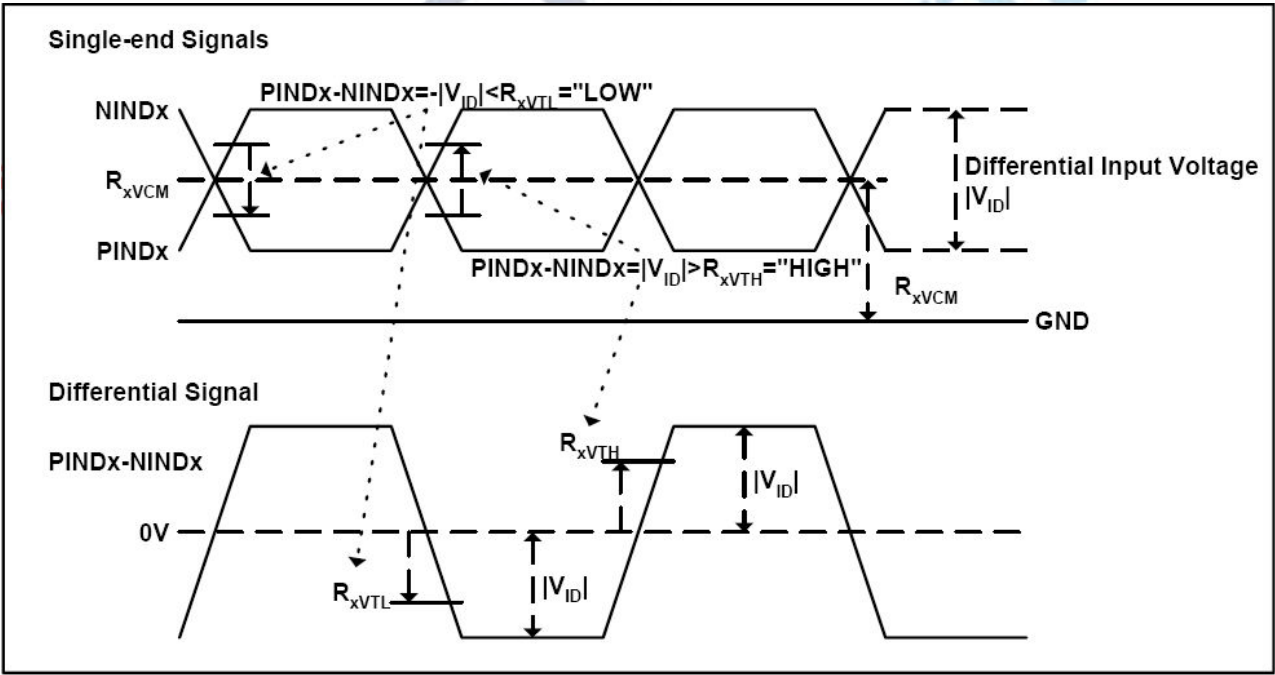 Single-end Signals
PINDx-NINDx=-|VID|<RxVTL="LOW"
NINDx
RxVCM
Differential Input Voltage
|VID|
PINDx
PINDx-NINDx=|VID|>RxVTH="HIGH"
RxVCM
GND
Differential Signal
RxVTH
PINDx-NINDx
|VID|
0V
RxVTL
|VID|